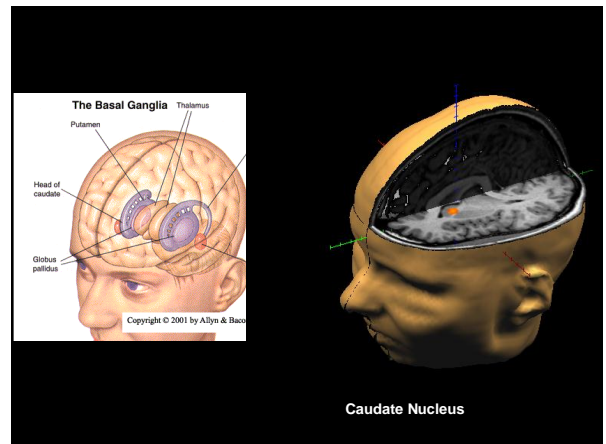 The Basal Ganglia
Thalamus
Putamen
Head of
caudate
Globus
pallidus
Copyright © 2001 by Allyn & Baco
Caudate Nucleus